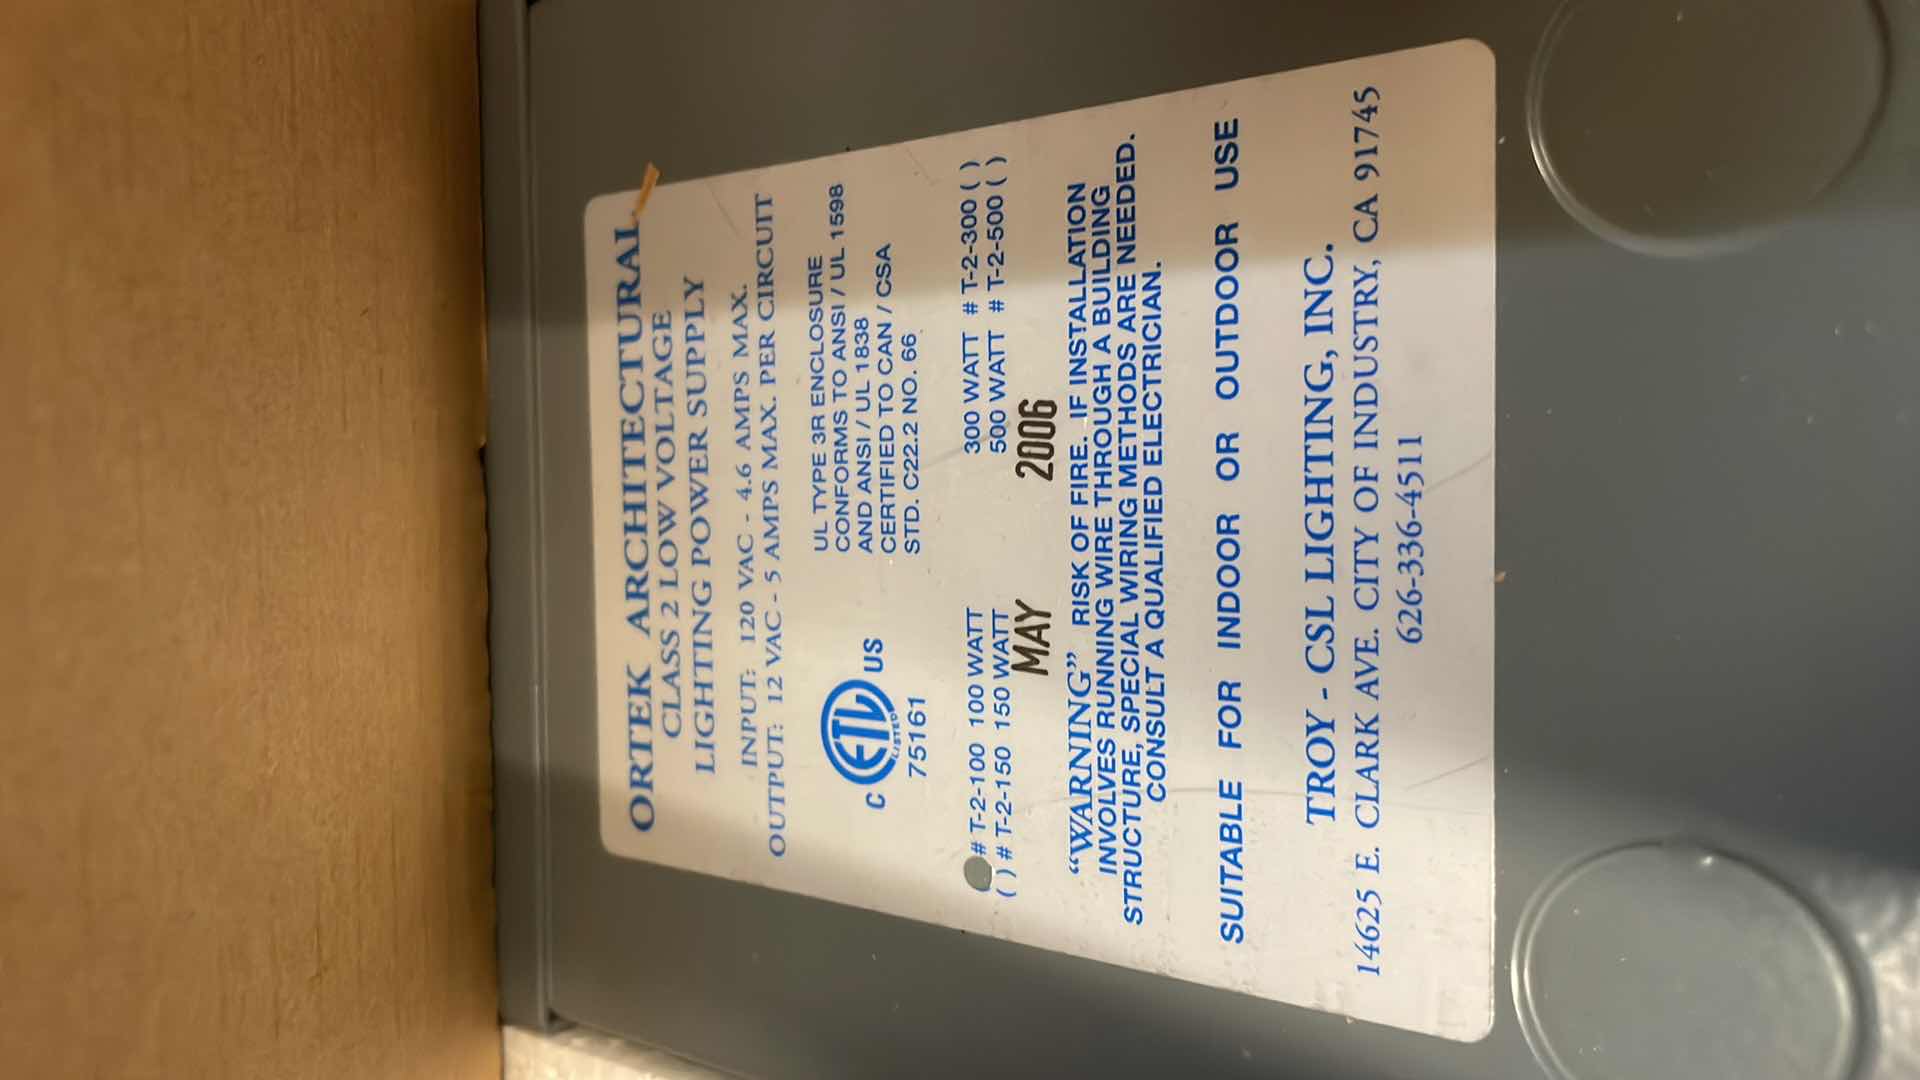 ORTEK ARCHITECTURAL
CLASS 2 LOW VOLTAGE
LIGHTING POWER SUPPLY
INPUT: 120 VAC - 4.6 AMPS MAX.
OUTPUT: 12 VAC - 5 AMPS MAX. PER CIRCUIT
C ETL US
LISTED
75161
UL TYPE 3R ENCLOSURE
CONFORMS TO ANSI / UL 1598
AND ANSI / UL 1838
CERTIFIED TO CAN / CSA
STD. C22.2 NO. 66
# T-2-100 100 WATT 300 WATT # T-2-300 ( )
( ) # T-2-150 150 WATT 500 WATT # T-2-500 ( )
MAY 2006
“WARNING” RISK OF FIRE. IF INSTALLATION
INVOLVES RUNNING WIRE THROUGH A BUILDING
STRUCTURE, SPECIAL WIRING METHODS ARE NEEDED.
CONSULT A QUALIFIED ELECTRICIAN.
SUITABLE FOR INDOOR OR OUTDOOR USE
TROY - CSL LIGHTING, INC.
14625 E. CLARK AVE. CITY OF INDUSTRY, CA 91745
626-336-4511